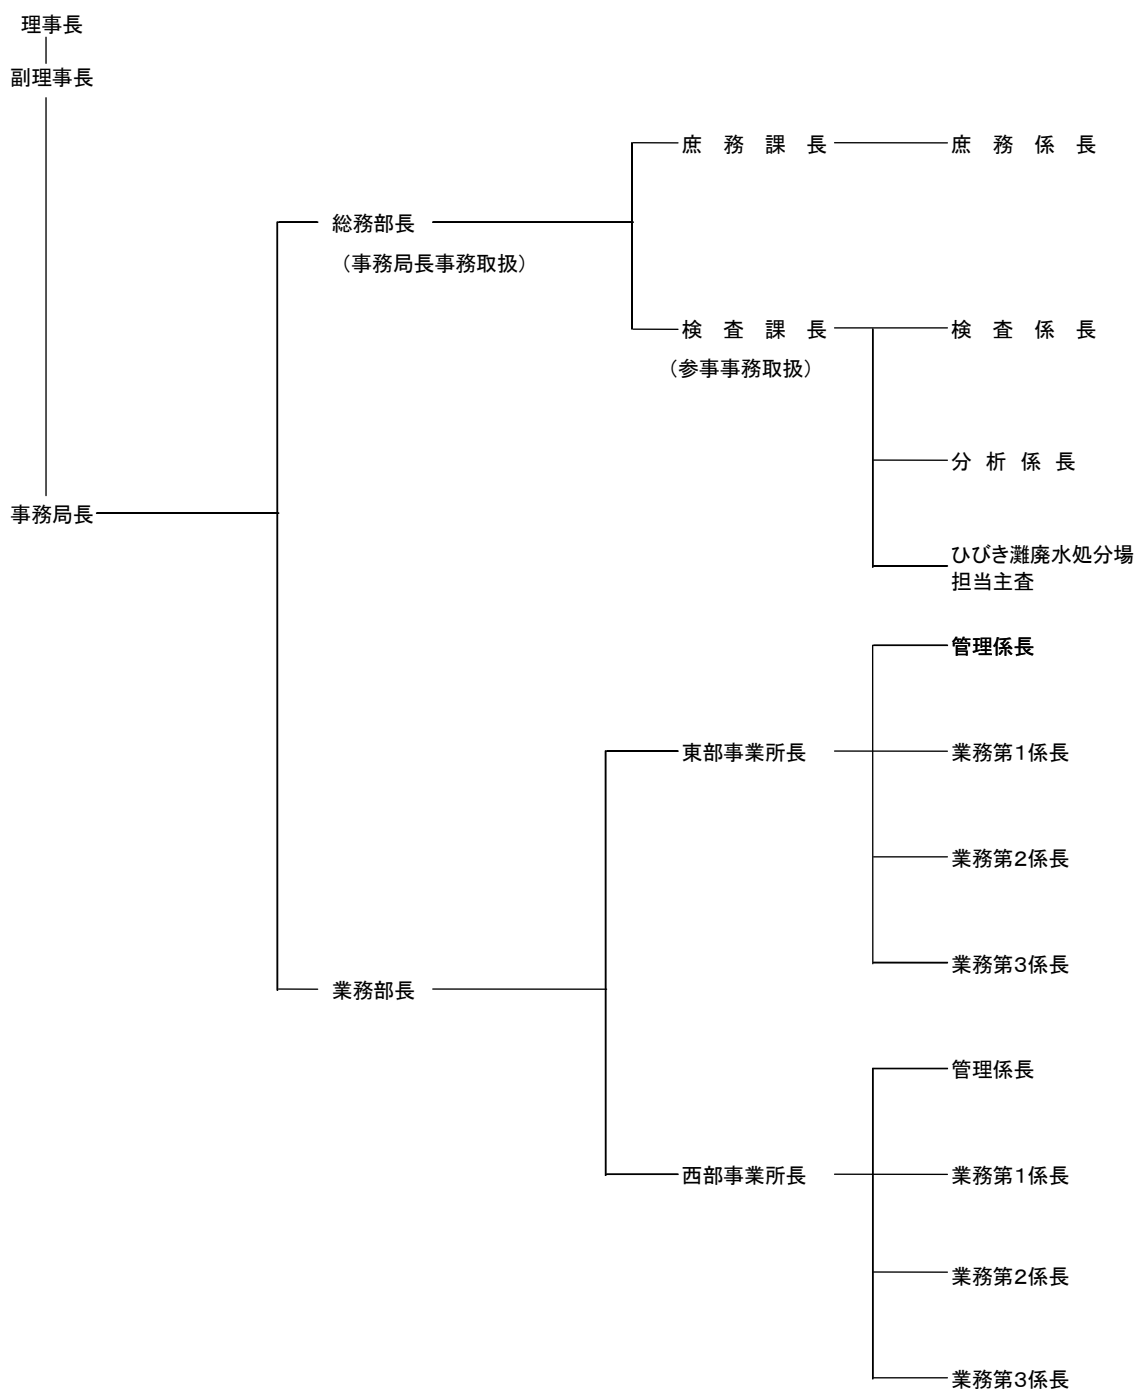 理事長
副理事長
庶務課長
庶務係長
総務部長
（事務局長事務取扱）
検査課長
検査係長
（参事事務取扱）
分析係長
事務局長
ひびき灘廃水処分場
担当主査
管理係長
東部事業所長
業務第1係長
業務第2係長
業務第3係長
業務部長
管理係長
西部事業所長
業務第1係長
業務第2係長
業務第3係長